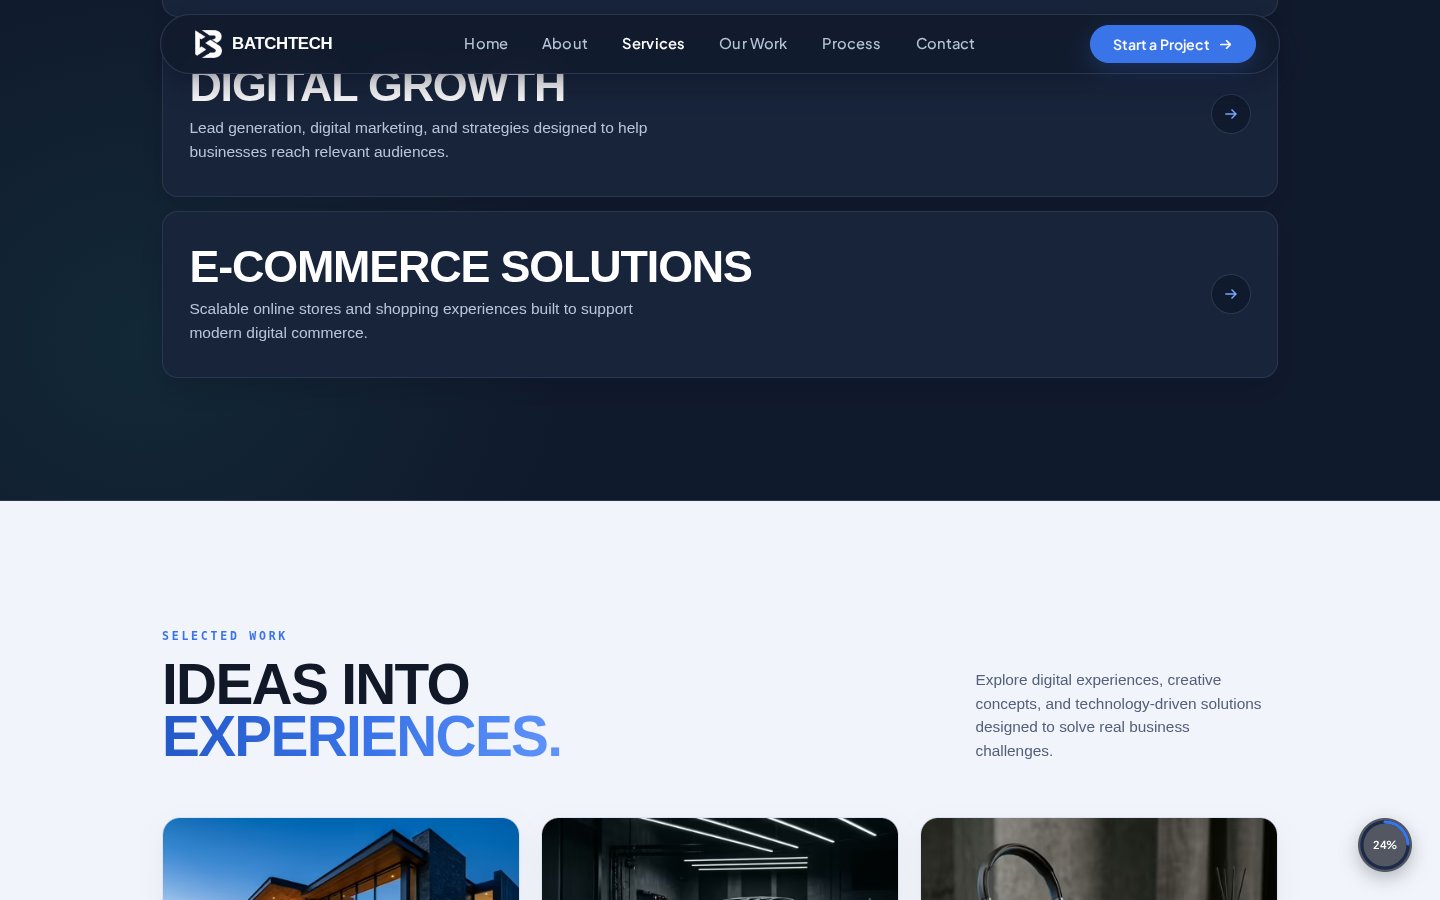 BATCHTECH
Home
About
Services
Our Work
Process
Contact
Start a Project
DIGITAL GROWTH
Lead generation, digital marketing, and strategies designed to help
businesses reach relevant audiences.
E-COMMERCE SOLUTIONS
Scalable online stores and shopping experiences built to support
modern digital commerce.
SELECTED WORK
IDEAS INTO
EXPERIENCES.
Explore digital experiences, creative
concepts, and technology-driven solutions
designed to solve real business
challenges.
24%